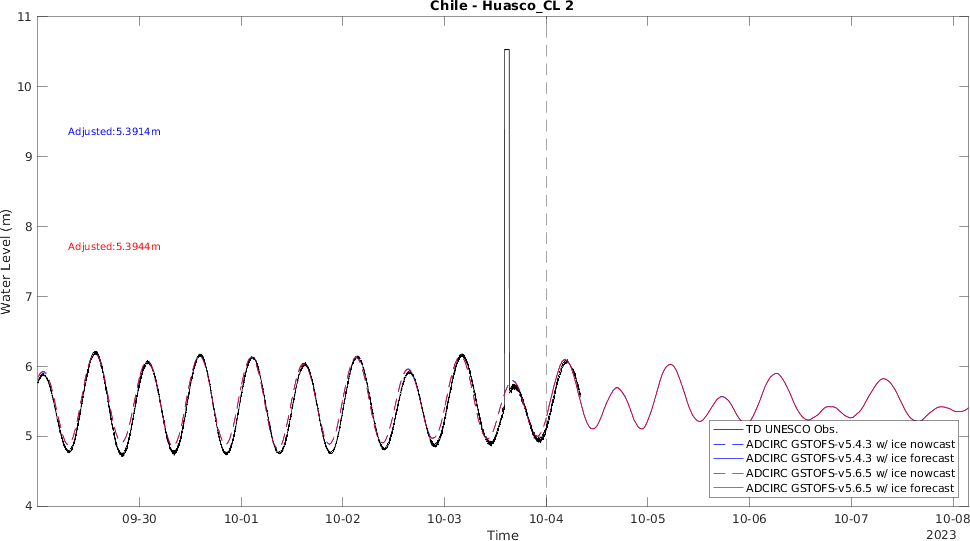 Chile - Huasco_CL 2
11
10
9
8
7
6
5
4
Water Level (m)
Adjusted:5.3914m
Adjusted:5.3944m
TD UNESCO Obs.
ADCIRC GSTOFS-v5.4.3 w/ ice nowcast
ADCIRC GSTOFS-v5.4.3 w/ ice forecast
ADCIRC GSTOFS-v5.6.5 w/ ice nowcast
ADCIRC GSTOFS-v5.6.5 w/ ice forecast
09-30 10-01 10-02 10-03 10-04 10-05 10-06 10-07 10-08
Time
2023